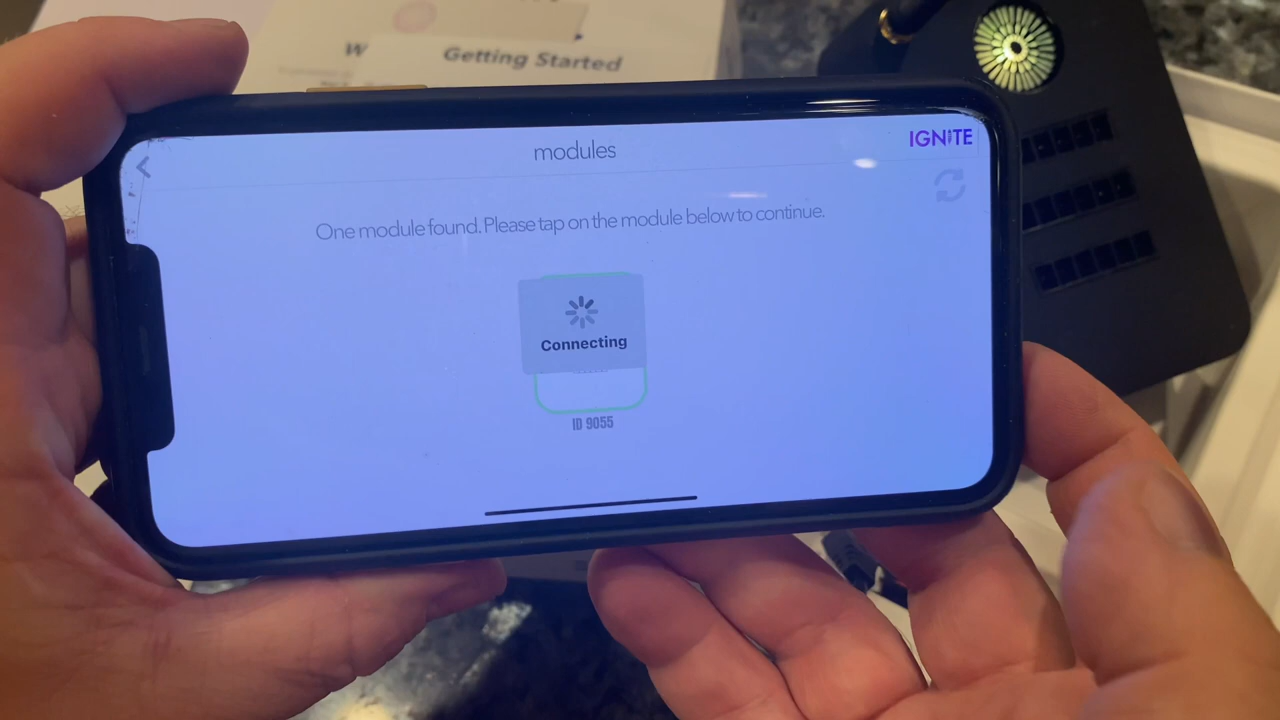 W
Getting Started
modules
IGNITE
One module found. Please tap on the module below to continue.
Connecting
ID 9055